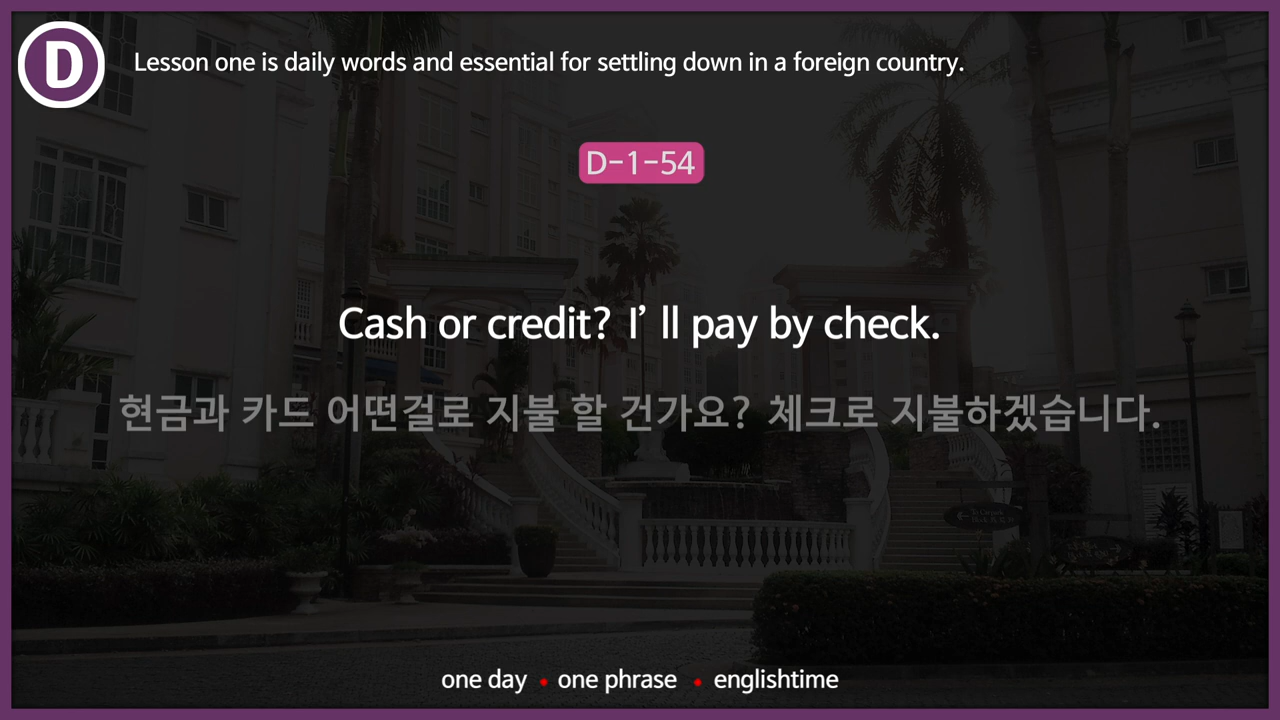 D
Lesson one is daily words and essential for settling down in a foreign country.
D-1-54
Cash or credit? I’ ll pay by check.
현금과 카드 어떤걸로 지불 할 건가요? 체크로 지불하겠습니다.
one day • one phrase • englishtime